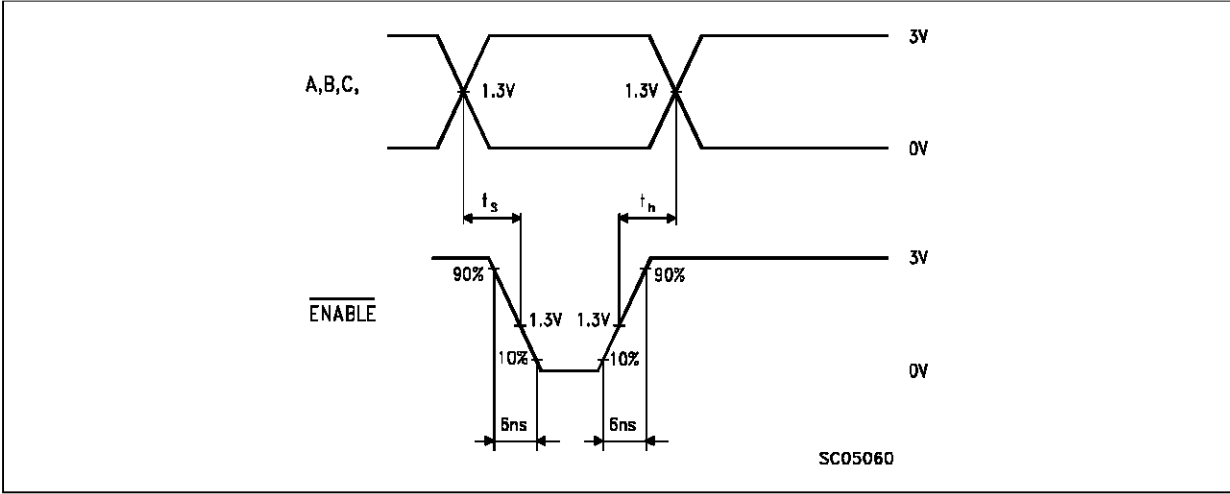 3V
A,B,C,
1.3V 1.3V
0V
ts th
3V
90% 90%
ENABLE
1.3V 1.3V
10% 10%
0V
6ns 6ns
SC05060